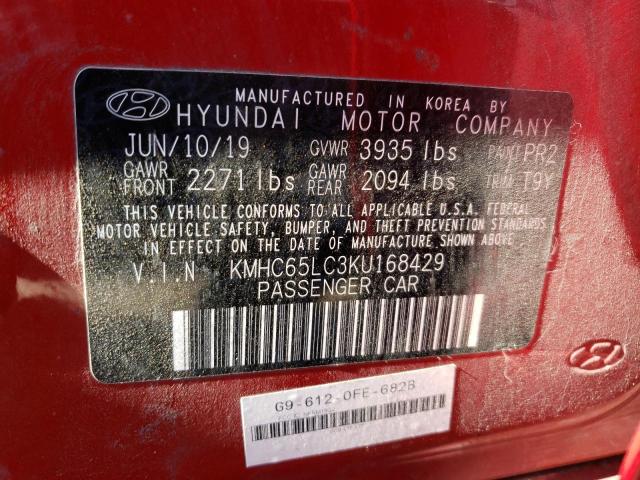 MANUFACTURED IN KOREA BY
HYUNDAI MOTOR COMPANY
JUN/10/19 GVWR 3935 lbs PAINT PR2
GAWR FRONT 2271 lbs GAWR REAR 2094 lbs TRIM T9Y
THIS VEHICLE CONFORMS TO ALL APPLICABLE U.S.A. FEDERAL
MOTOR VEHICLE SAFETY, BUMPER, AND THEFT PREVENTION STANDARDS
IN EFFECT ON THE DATE OF MANUFACTURE SHOWN ABOVE
V.I.N KMHC65LC3KU168429
PASSENGER CAR
G9-612-0FE-682B